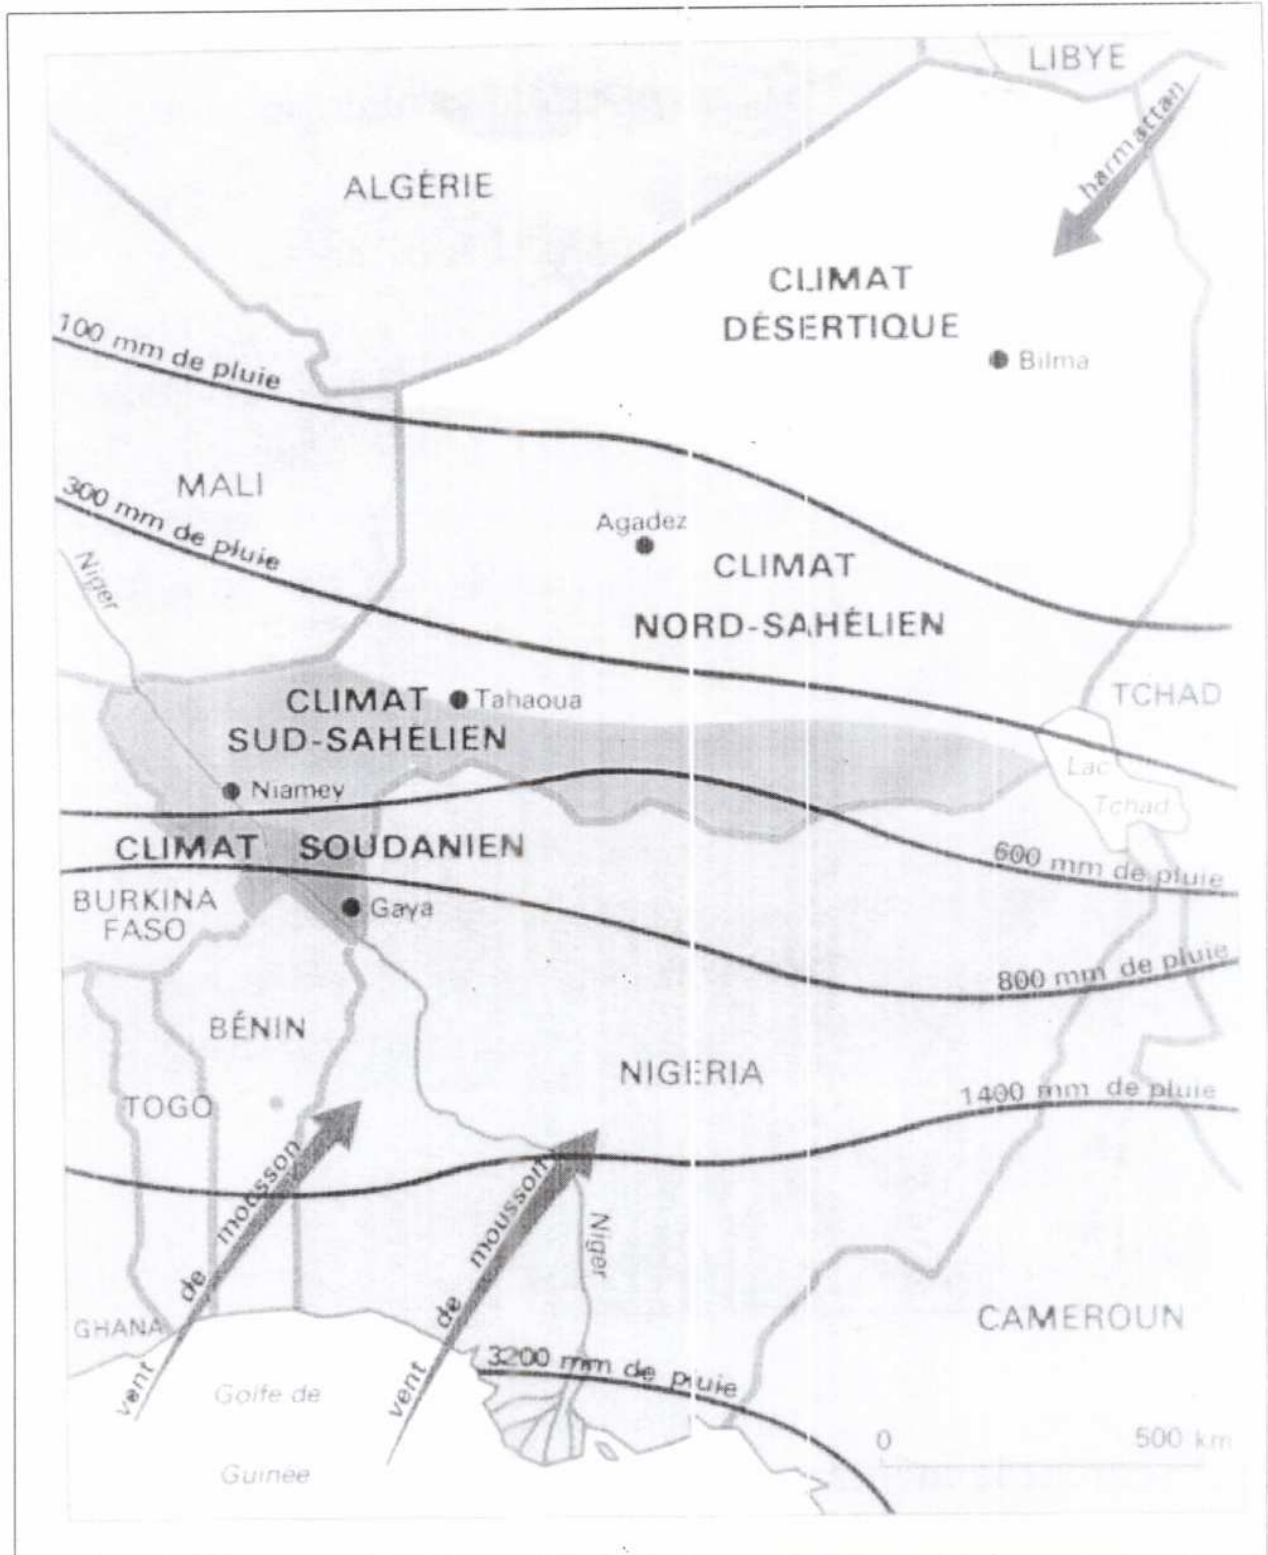 LIBYE
harmattan
ALGÉRIE
CLIMAT
DÉSERTIQUE
Bilma
100 mm de pluie
MALI
300 mm de pluie
Agadez
CLIMAT
NORD-SAHÉLIEN
Niger
TCHAD
CLIMAT
SUD-SAHÉLIEN
Tahaoua
Lac
Tchad
Niamey
CLIMAT SOUDANIEN
600 mm de pluie
BURKINA
FASO
Gaya
800 mm de pluie
BÉNIN
NIGERIA
1400 mm de pluie
TOGO
vent de mousson
vent de mousson
Niger
GHANA
CAMEROUN
3200 mm de pluie
Golfe de
Guinée
0 500 km